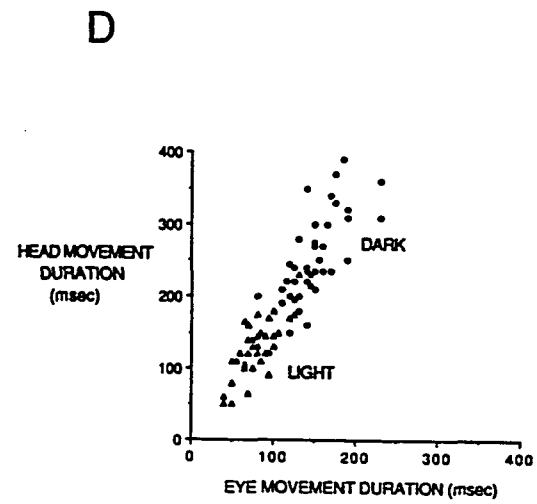 D
400
300
200
100
0
HEAD MOVEMENT
DURATION
(msec)
DARK
LIGHT
0 100 200 300 400
EYE MOVEMENT DURATION (msec)